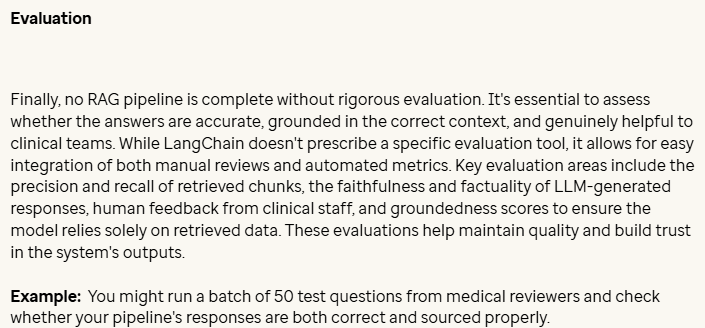 Evaluation
Finally, no RAG pipeline is complete without rigorous evaluation. It's essential to assess
whether the answers are accurate, grounded in the correct context, and genuinely helpful to
clinical teams. While LangChain doesn't prescribe a specific evaluation tool, it allows for easy
integration of both manual reviews and automated metrics. Key evaluation areas include the
precision and recall of retrieved chunks, the faithfulness and factuality of LLM-generated
responses, human feedback from clinical staff, and groundedness scores to ensure the
model relies solely on retrieved data. These evaluations help maintain quality and build trust
in the system's outputs.
Example: You might run a batch of 50 test questions from medical reviewers and check
whether your pipeline's responses are both correct and sourced properly.